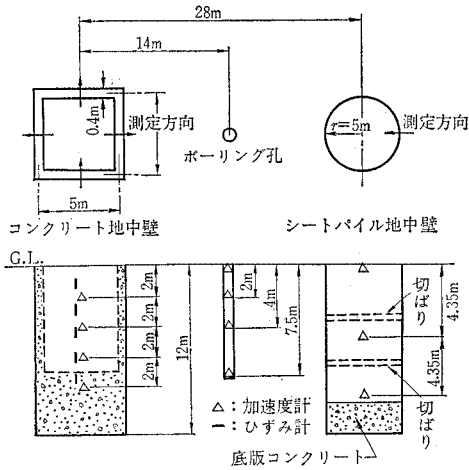 28m
14m
0.4m
測定方向
r=5m
測定方向
ボーリング孔
5m
コンクリート地中壁
シートパイル地中壁
G.L.
2m
2m
2m
2m
12m
2m
4m
7.5m
切ばり
4.35m
4.35m
切ばり
△：加速度計
━：ひずみ計
底版コンクリート